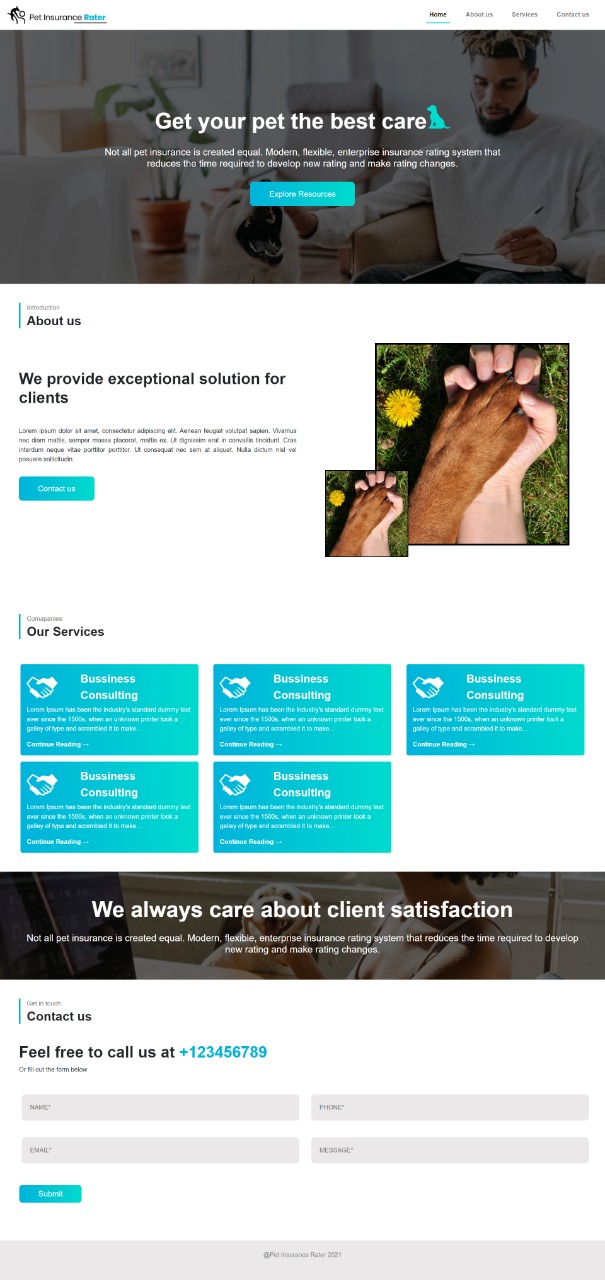 Pet Insurance Rater
Home About us Services Contact us
Get your pet the best care
Not all pet insurance is created equal. Modern, flexible, enterprise insurance rating system that
reduces the time required to develop new rating and make rating changes.
Explore Resources
Introduction
About us
We provide exceptional solution for
clients
Lorem ipsum dolor sit amet, consectetur adipiscing elit. Aenean feugiat volutpat sapien. Vivamus
nec diam mattis, semper massa placerat, mattis ex. Ut dignissim erat in convallis tincidunt. Cras
interdum neque vitae porttitor porttitor. Ut consequat nec sem at aliquet. Nulla dictum nisl vel
posuere sollicitudin.
Contact us
Comapanies
Our Services
Bussiness
Consulting
Lorem Ipsum has been the industry's standard dummy text
ever since the 1500s, when an unknown printer took a
galley of type and scrambled it to make...
Continue Reading →
Bussiness
Consulting
Lorem Ipsum has been the industry's standard dummy text
ever since the 1500s, when an unknown printer took a
galley of type and scrambled it to make...
Continue Reading →
Bussiness
Consulting
Lorem Ipsum has been the industry's standard dummy text
ever since the 1500s, when an unknown printer took a
galley of type and scrambled it to make...
Continue Reading →
Bussiness
Consulting
Lorem Ipsum has been the industry's standard dummy text
ever since the 1500s, when an unknown printer took a
galley of type and scrambled it to make...
Continue Reading →
Bussiness
Consulting
Lorem Ipsum has been the industry's standard dummy text
ever since the 1500s, when an unknown printer took a
galley of type and scrambled it to make...
Continue Reading →
We always care about client satisfaction
Not all pet insurance is created equal. Modern, flexible, enterprise insurance rating system that reduces the time required to develop
new rating and make rating changes.
Get in touch
Contact us
Feel free to call us at +123456789
Or fill out the form below
NAME*
PHONE*
EMAIL*
MESSAGE*
Submit
@Pet Insurance Rater 2021